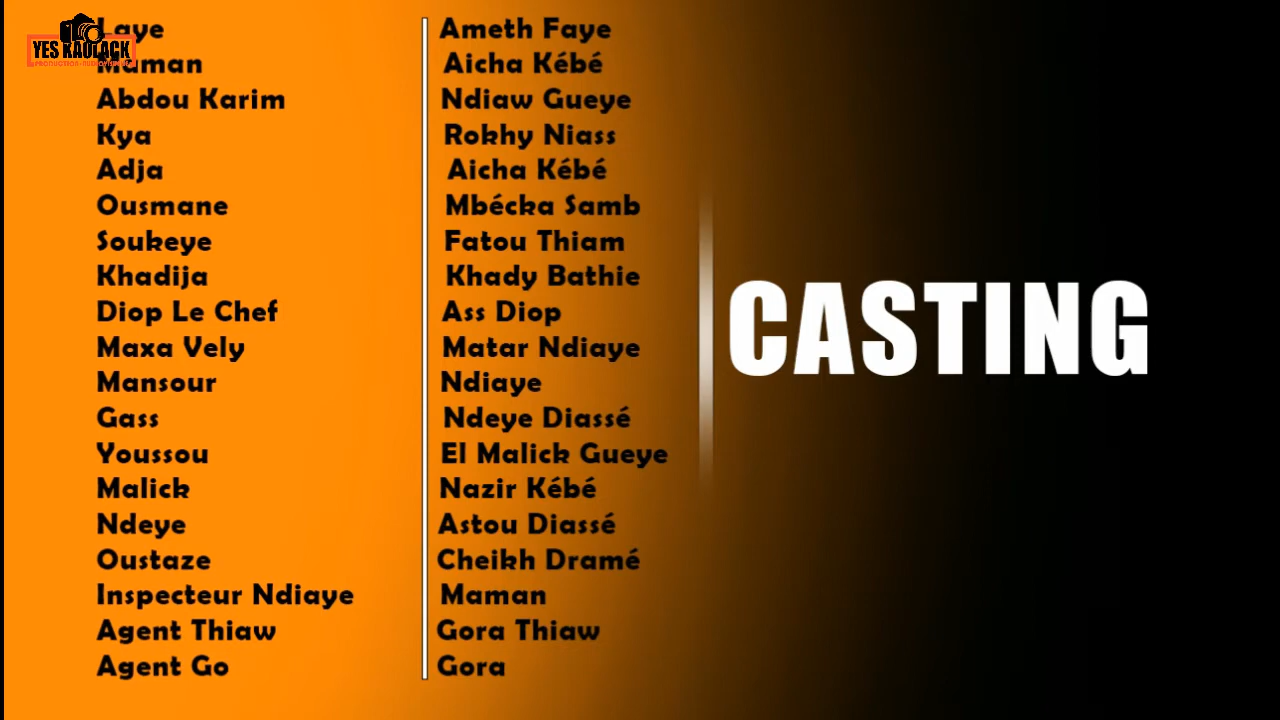 Laye Ameth Faye
YES KAOLACK
PRODUCTION-AUDIOVISUELLE
Maman Aicha Kébé
Abdou Karim Ndiaw Gueye
Kya Rokhy Niass
Adja Aicha Kébé
Ousmane Mbécka Samb
Soukeye Fatou Thiam
Khadija Khady Bathie
Diop Le Chef Ass Diop
Maxa Vely Matar Ndiaye
Mansour Ndiaye
Gass Ndeye Diassé
Youssou El Malick Gueye
Malick Nazir Kébé
Ndeye Astou Diassé
Oustaze Cheikh Dramé
Inspecteur Ndiaye Maman
Agent Thiaw Gora Thiaw
Agent Go Gora
CASTING